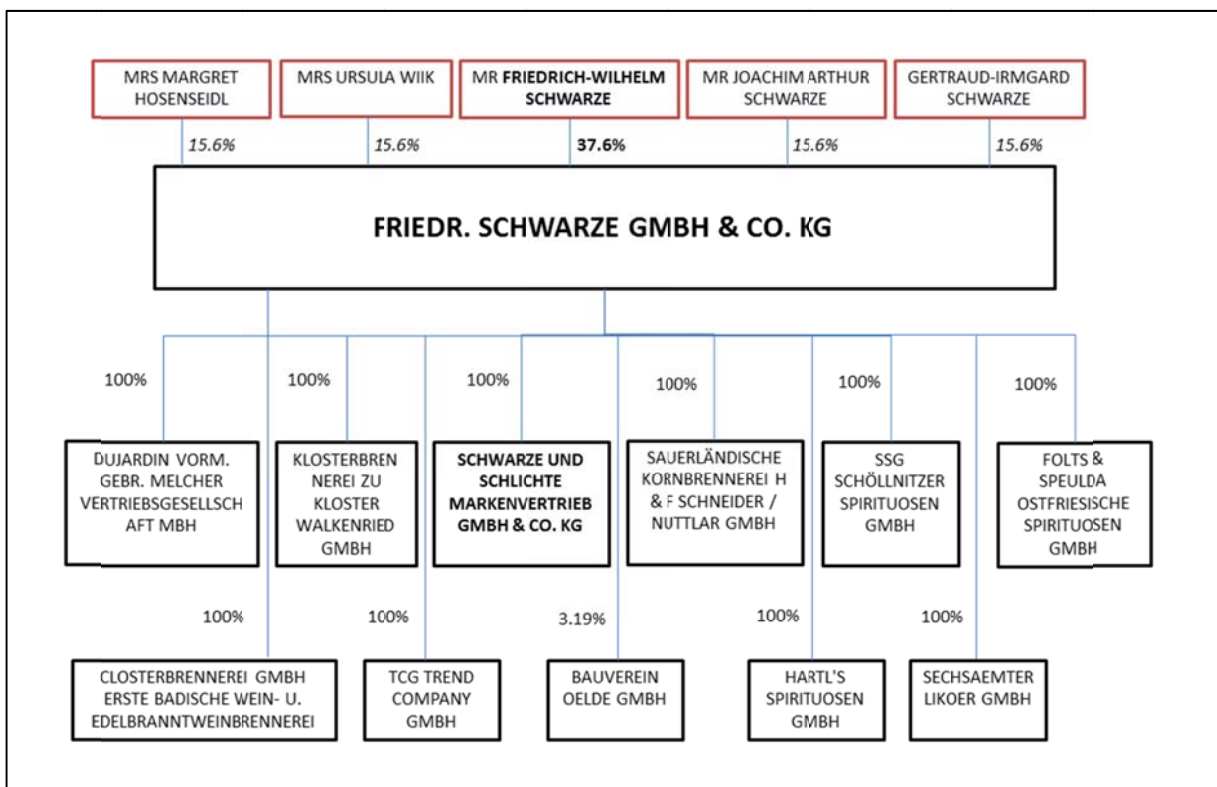 MRS MARGRET
HOSENSEIDL
MRS URSULA WIIK
MR FRIEDRICH-WILHELM
SCHWARZE
MR JOACHIM ARTHUR
SCHWARZE
GERTRAUD-IRMGARD
SCHWARZE
15.6%
15.6%
37.6%
15.6%
15.6%
FRIEDR. SCHWARZE GMBH & CO. KG
100%
100%
100%
100%
100%
100%
DUJARDIN VORM.
GEBR. MELCHER
VERTRIEBSGESELLSCH
AFT MBH
KLOSTERBREN
NEREI ZU
KLOSTER
WALKENRIED
GMBH
SCHWARZE UND
SCHLICHTE
MARKENVERTRIEB
GMBH & CO. KG
SAUERLÄNDISCHE
KORNBRENNEREI H
& F SCHNEIDER /
NUTTLAR GMBH
SSG
SCHÖLLNITZER
SPIRITUOSEN
GMBH
FOLTS &
SPEULDA
OSTFRIESISCHE
SPIRITUOSEN
GMBH
100%
100%
3.19%
100%
100%
CLOSTERBRENNEREI GMBH
ERSTE BADISCHE WEIN- U.
EDELBRANNTWEINBRENNEREI
TCG TREND
COMPANY
GMBH
BAUVEREIN
OELDE GMBH
HARTL'S
SPIRITUOSEN
GMBH
SECHSAEMTER
LIKOER GMBH